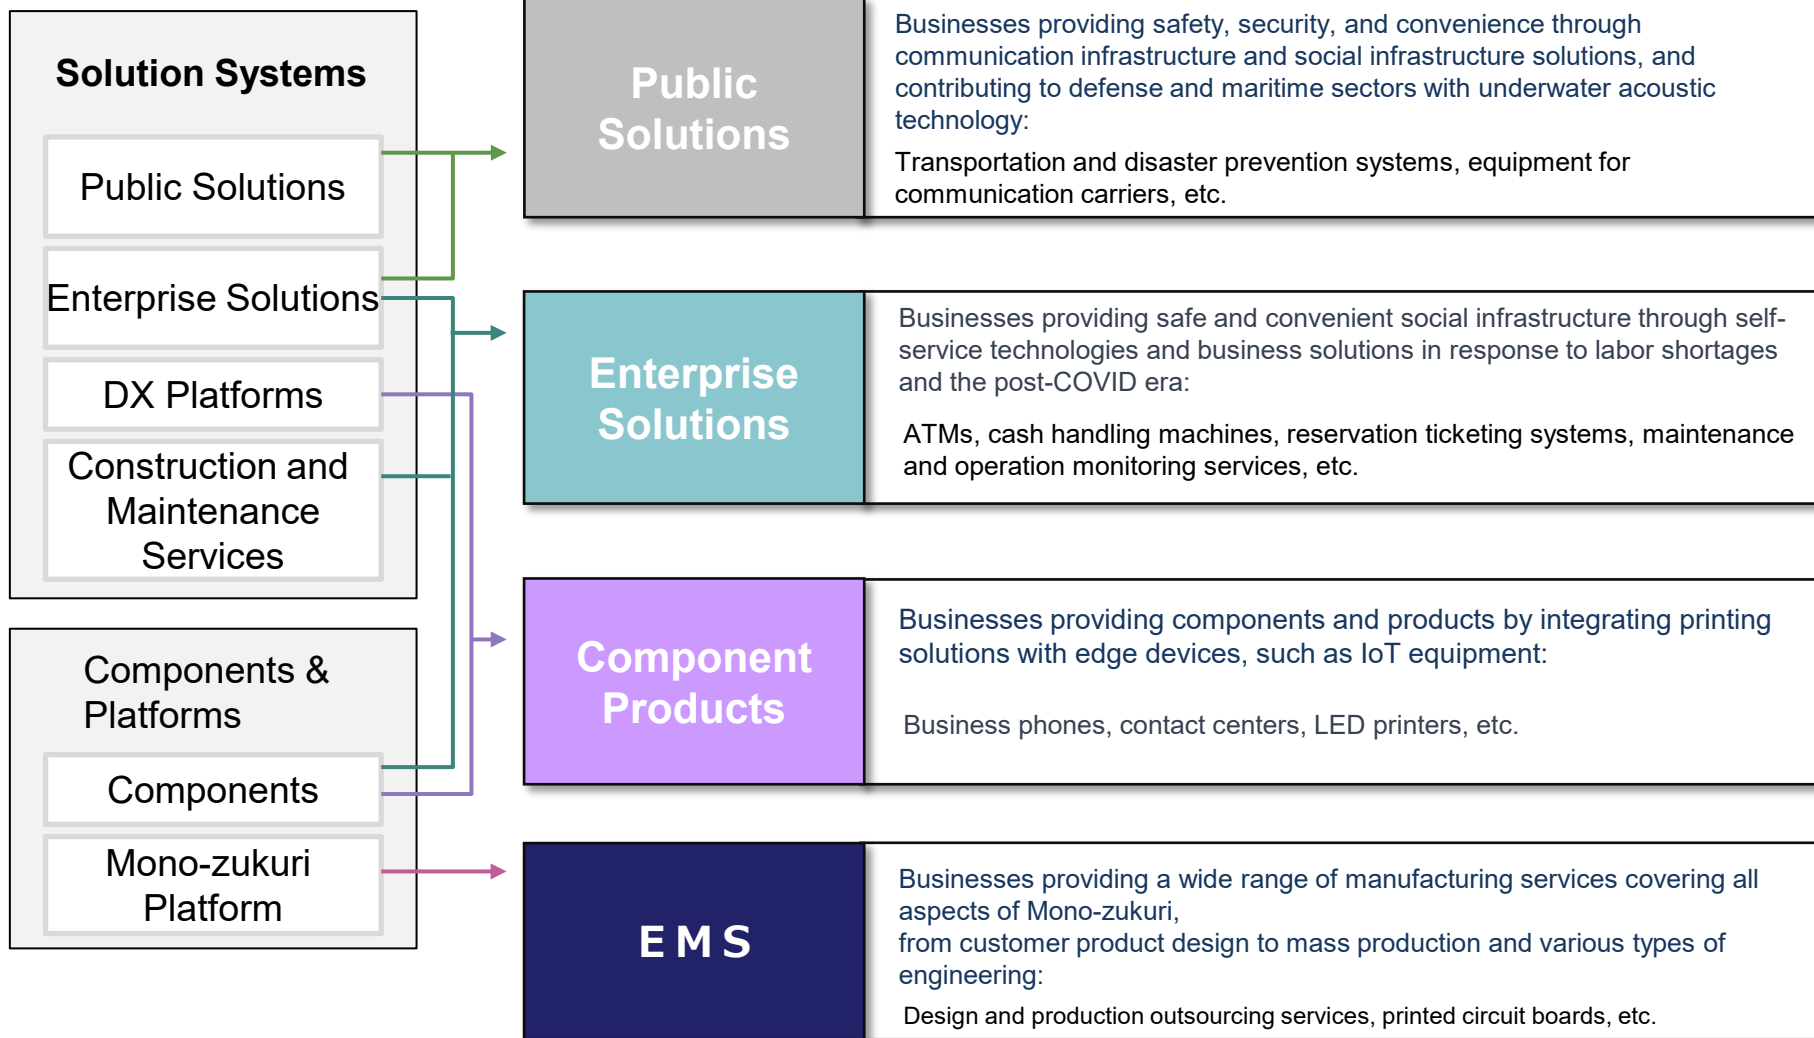 Solution Systems
Public Solutions
Enterprise Solutions
DX Platforms
Construction and
Maintenance
Services
Components &
Platforms
Components
Mono-zukuri
Platform
Public
Solutions
Businesses providing safety, security, and convenience through
communication infrastructure and social infrastructure solutions, and
contributing to defense and maritime sectors with underwater acoustic
technology:
Transportation and disaster prevention systems, equipment for
communication carriers, etc.
Enterprise
Solutions
Businesses providing safe and convenient social infrastructure through self-
service technologies and business solutions in response to labor shortages
and the post-COVID era:
ATMs, cash handling machines, reservation ticketing systems, maintenance
and operation monitoring services, etc.
Component
Products
Businesses providing components and products by integrating printing
solutions with edge devices, such as IoT equipment:
Business phones, contact centers, LED printers, etc.
EMS
Businesses providing a wide range of manufacturing services covering all
aspects of Mono-zukuri,
from customer product design to mass production and various types of
engineering:
Design and production outsourcing services, printed circuit boards, etc.